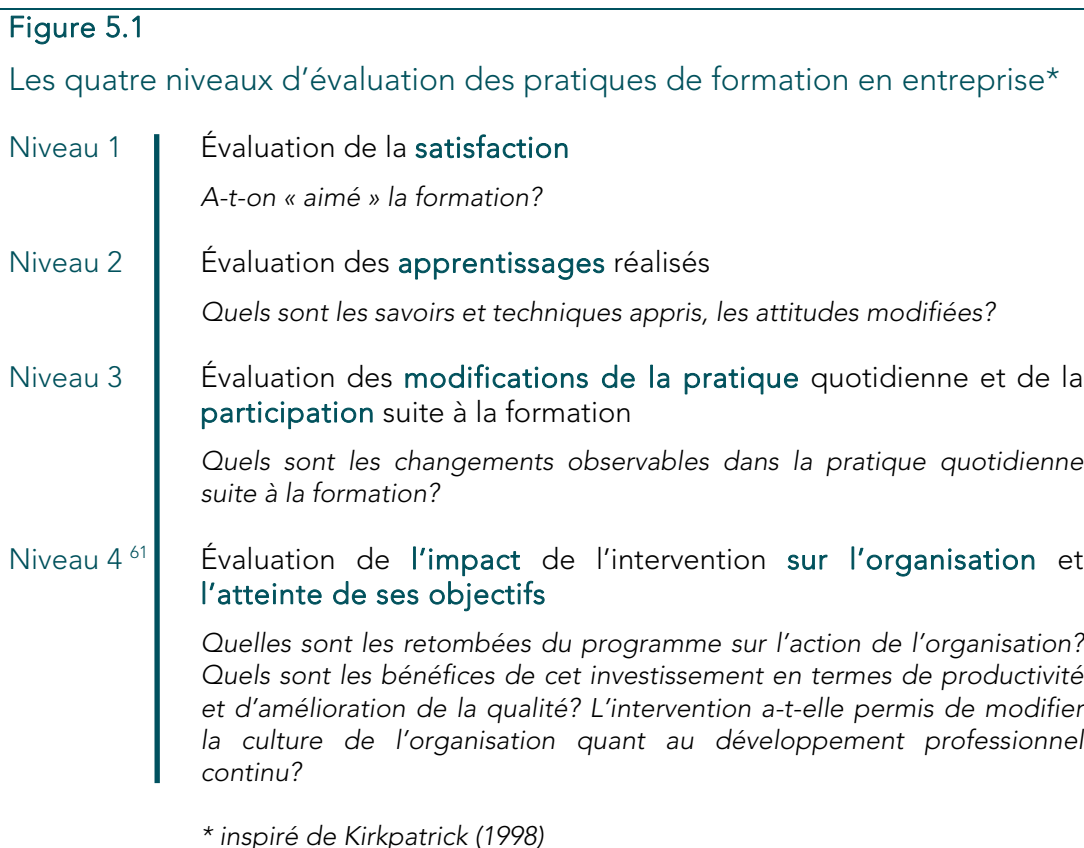 Figure 5.1
Les quatre niveaux d'évaluation des pratiques de formation en entreprise*
Niveau 1 Évaluation de la satisfaction
A-t-on « aimé » la formation?
Niveau 2 Évaluation des apprentissages réalisés
Quels sont les savoirs et techniques appris, les attitudes modifiées?
Niveau 3 Évaluation des modifications de la pratique quotidienne et de la
participation suite à la formation
Quels sont les changements observables dans la pratique quotidienne
suite à la formation?
Niveau 4 61 Évaluation de l'impact de l'intervention sur l'organisation et
l'atteinte de ses objectifs
Quelles sont les retombées du programme sur l'action de l'organisation?
Quels sont les bénéfices de cet investissement en termes de productivité
et d'amélioration de la qualité? L'intervention a-t-elle permis de modifier
la culture de l'organisation quant au développement professionnel
continu?
* inspiré de Kirkpatrick (1998)